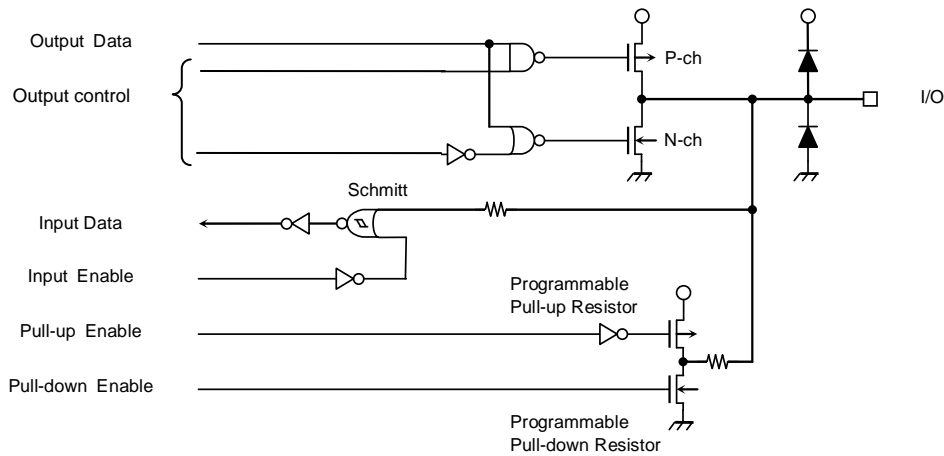 Output Data
P-ch
Output control
I/O
N-ch
Schmitt
Input Data
Input Enable
Programmable
Pull-up Resistor
Pull-up Enable
Pull-down Enable
Programmable
Pull-down Resistor